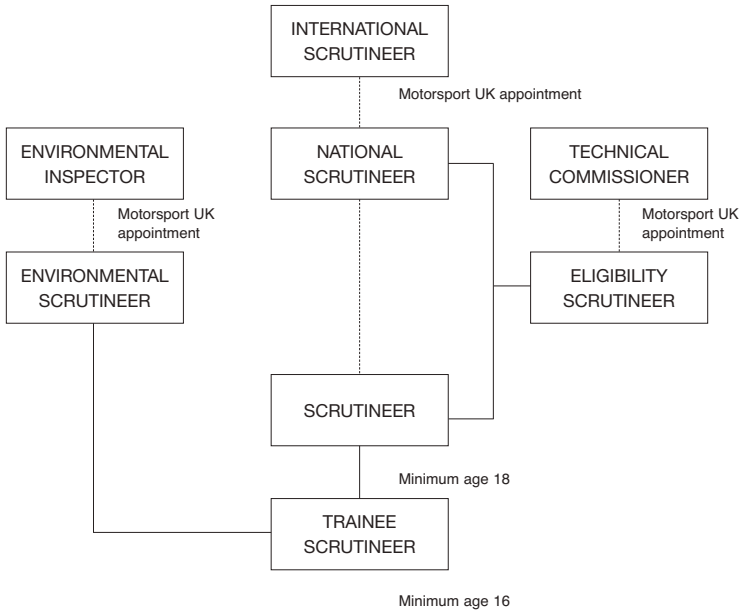 INTERNATIONAL
SCRUTINEER
Motorsport UK appointment
ENVIRONMENTAL
INSPECTOR
NATIONAL
SCRUTINEER
TECHNICAL
COMMISSIONER
Motorsport UK
appointment
Motorsport UK
appointment
ENVIRONMENTAL
SCRUTINEER
ELIGIBILITY
SCRUTINEER
SCRUTINEER
Minimum age 18
TRAINEE
SCRUTINEER
Minimum age 16